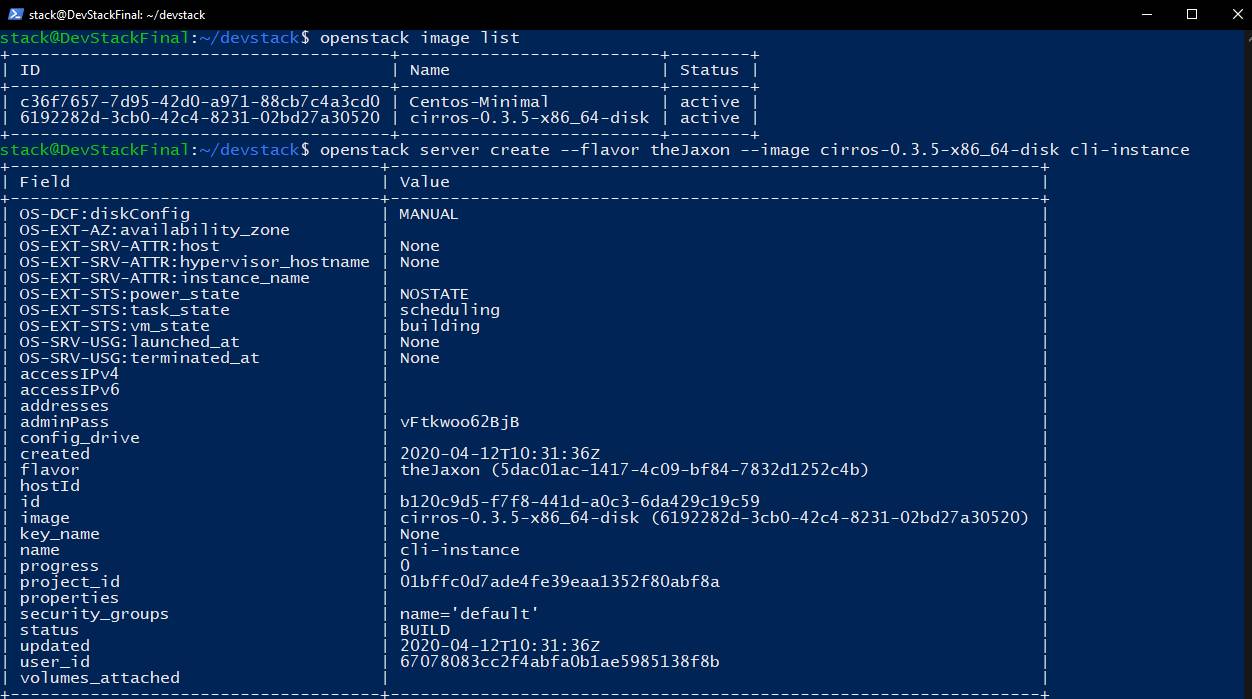 stack@DevStackFinal: ~/devstack
stack@DevStackFinal:~/devstack$ openstack image list
+--------------------------------------+--------------------------+--------+
| ID                                   | Name                     | Status |
+--------------------------------------+--------------------------+--------+
| c36f7657-7d95-42d0-a971-88cb7c4a3cd0 | Centos-Minimal           | active |
| 6192282d-3cb0-42c4-8231-02bd27a30520 | cirros-0.3.5-x86_64-disk | active |
+--------------------------------------+--------------------------+--------+
stack@DevStackFinal:~/devstack$ openstack server create --flavor theJaxon --image cirros-0.3.5-x86_64-disk cli-instance
+-------------------------------------+-----------------------------------------------------------------+
| Field                               | Value                                                           |
+-------------------------------------+-----------------------------------------------------------------+
| OS-DCF:diskConfig                   | MANUAL                                                          |
| OS-EXT-AZ:availability_zone         |                                                                 |
| OS-EXT-SRV-ATTR:host                | None                                                            |
| OS-EXT-SRV-ATTR:hypervisor_hostname | None                                                            |
| OS-EXT-SRV-ATTR:instance_name       |                                                                 |
| OS-EXT-STS:power_state              | NOSTATE                                                         |
| OS-EXT-STS:task_state               | scheduling                                                      |
| OS-EXT-STS:vm_state                 | building                                                        |
| OS-SRV-USG:launched_at              | None                                                            |
| OS-SRV-USG:terminated_at            | None                                                            |
| accessIPv4                          |                                                                 |
| accessIPv6                          |                                                                 |
| addresses                           |                                                                 |
| adminPass                           | vFtkwoo62BjB                                                    |
| config_drive                        |                                                                 |
| created                             | 2020-04-12T10:31:36Z                                            |
| flavor                              | theJaxon (5dac01ac-1417-4c09-bf84-7832d1252c4b)                 |
| hostId                              |                                                                 |
| id                                  | b120c9d5-f7f8-441d-a0c3-6da429c19c59                            |
| image                               | cirros-0.3.5-x86_64-disk (6192282d-3cb0-42c4-8231-02bd27a30520) |
| key_name                            | None                                                            |
| name                                | cli-instance                                                    |
| progress                            | 0                                                               |
| project_id                          | 01bffc0d7ade4fe39eaa1352f80abf8a                                |
| properties                          |                                                                 |
| security_groups                     | name='default'                                                  |
| status                              | BUILD                                                           |
| updated                             | 2020-04-12T10:31:36Z                                            |
| user_id                             | 67078083cc2f4abfa0b1ae5985138f8b                                |
| volumes_attached                    |                                                                 |
+-------------------------------------+-----------------------------------------------------------------+